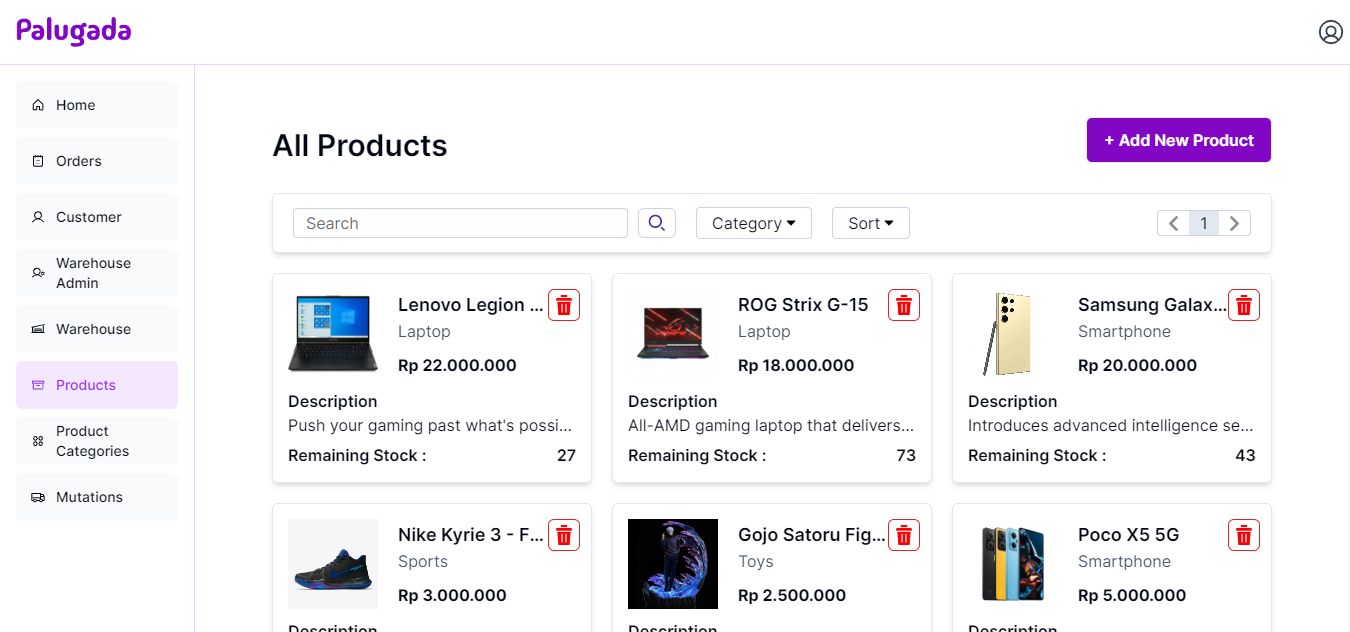 Palugada
Home
Orders
Customer
Warehouse
Admin
Warehouse
Products
Product
Categories
Mutations
All Products
+ Add New Product
Search
Category
Sort
1
Lenovo Legion ...
Laptop
Rp 22.000.000
Description
Push your gaming past what's possi...
Remaining Stock : 27
ROG Strix G-15
Laptop
Rp 18.000.000
Description
All-AMD gaming laptop that delivers...
Remaining Stock : 73
Samsung Galax...
Smartphone
Rp 20.000.000
Description
Introduces advanced intelligence se...
Remaining Stock : 43
Nike Kyrie 3 - F...
Sports
Rp 3.000.000
Description
Gojo Satoru Fig...
Toys
Rp 2.500.000
Description
Poco X5 5G
Smartphone
Rp 5.000.000
Description